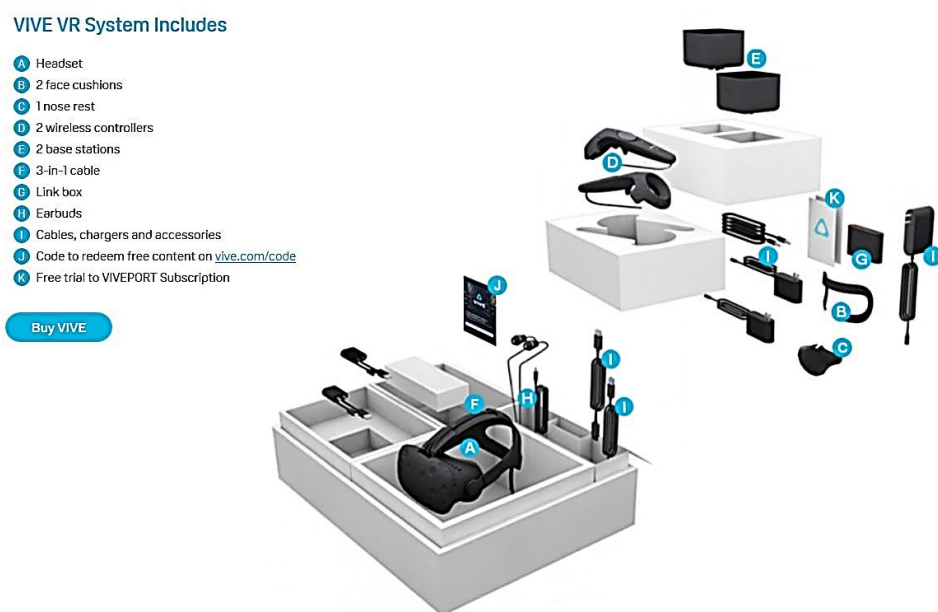 VIVE VR System Includes
A Headset
B 2 face cushions
C 1 nose rest
D 2 wireless controllers
E 2 base stations
F 3-in-1 cable
G Link box
H Earbuds
I Cables, chargers and accessories
J Code to redeem free content on vive.com/code
K Free trial to VIVEPORT Subscription
Buy VIVE
E
D
K
I
G
I
B
C
J
VIVE
I
H
I
F
A